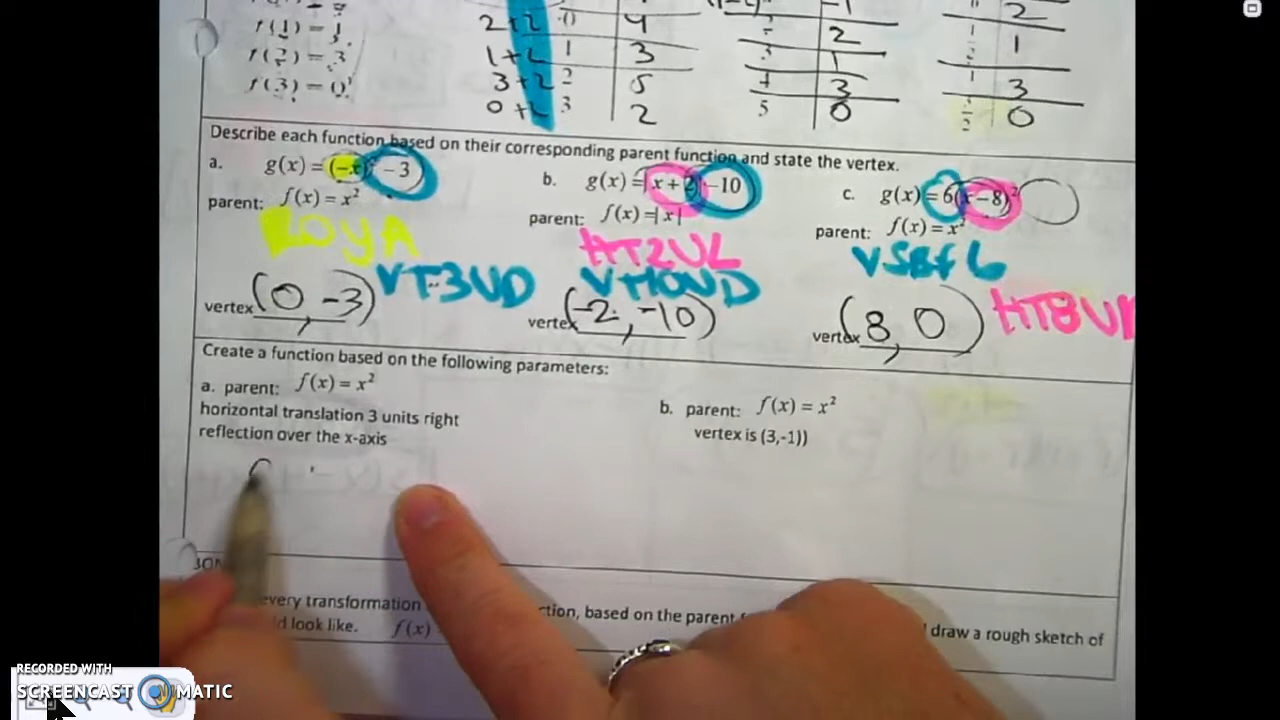 f(1) = 1
f(2) = 3
f(3) = 0
2+2 0 4
1+2 1 3
3+2 2 5
0+2 3 2
-1
2
1
3
5 0
2
1
3
3/2 0
Describe each function based on their corresponding parent function and state the vertex.
a. g(x) = (-x)² - 3
parent: f(x) = x²
ROYA
VT3UD
vertex (0, -3)
b. g(x) = |x + 2| - 10
parent: f(x) = |x|
HT2UL
VT10UD
vertex (-2, -10)
c. g(x) = 6(x - 8)²
parent: f(x) = x²
VSBf6
HT8U
vertex (8, 0)
Create a function based on the following parameters:
a. parent: f(x) = x²
horizontal translation 3 units right
reflection over the x-axis
b. parent: f(x) = x²
vertex is (3,-1))
every transformation
ction, based on the parent
draw a rough sketch of
d look like. f(x)
RECORDED WITH
SCREENCAST MATIC